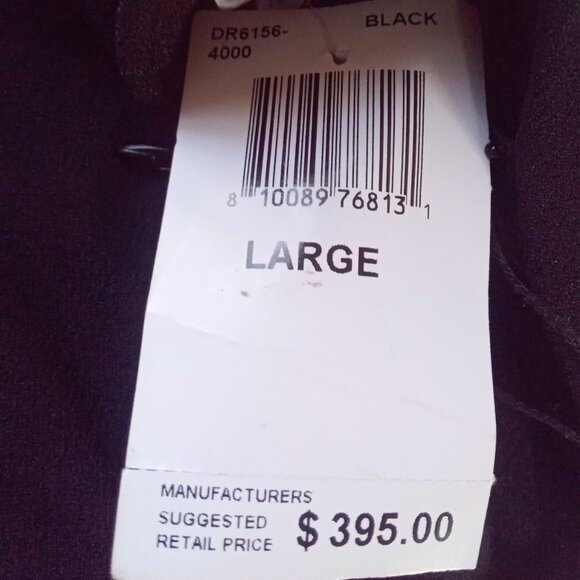 DR6156- BLACK
4000
8 10089 76813 1
LARGE
MANUFACTURERS
SUGGESTED
RETAIL PRICE $ 395.00